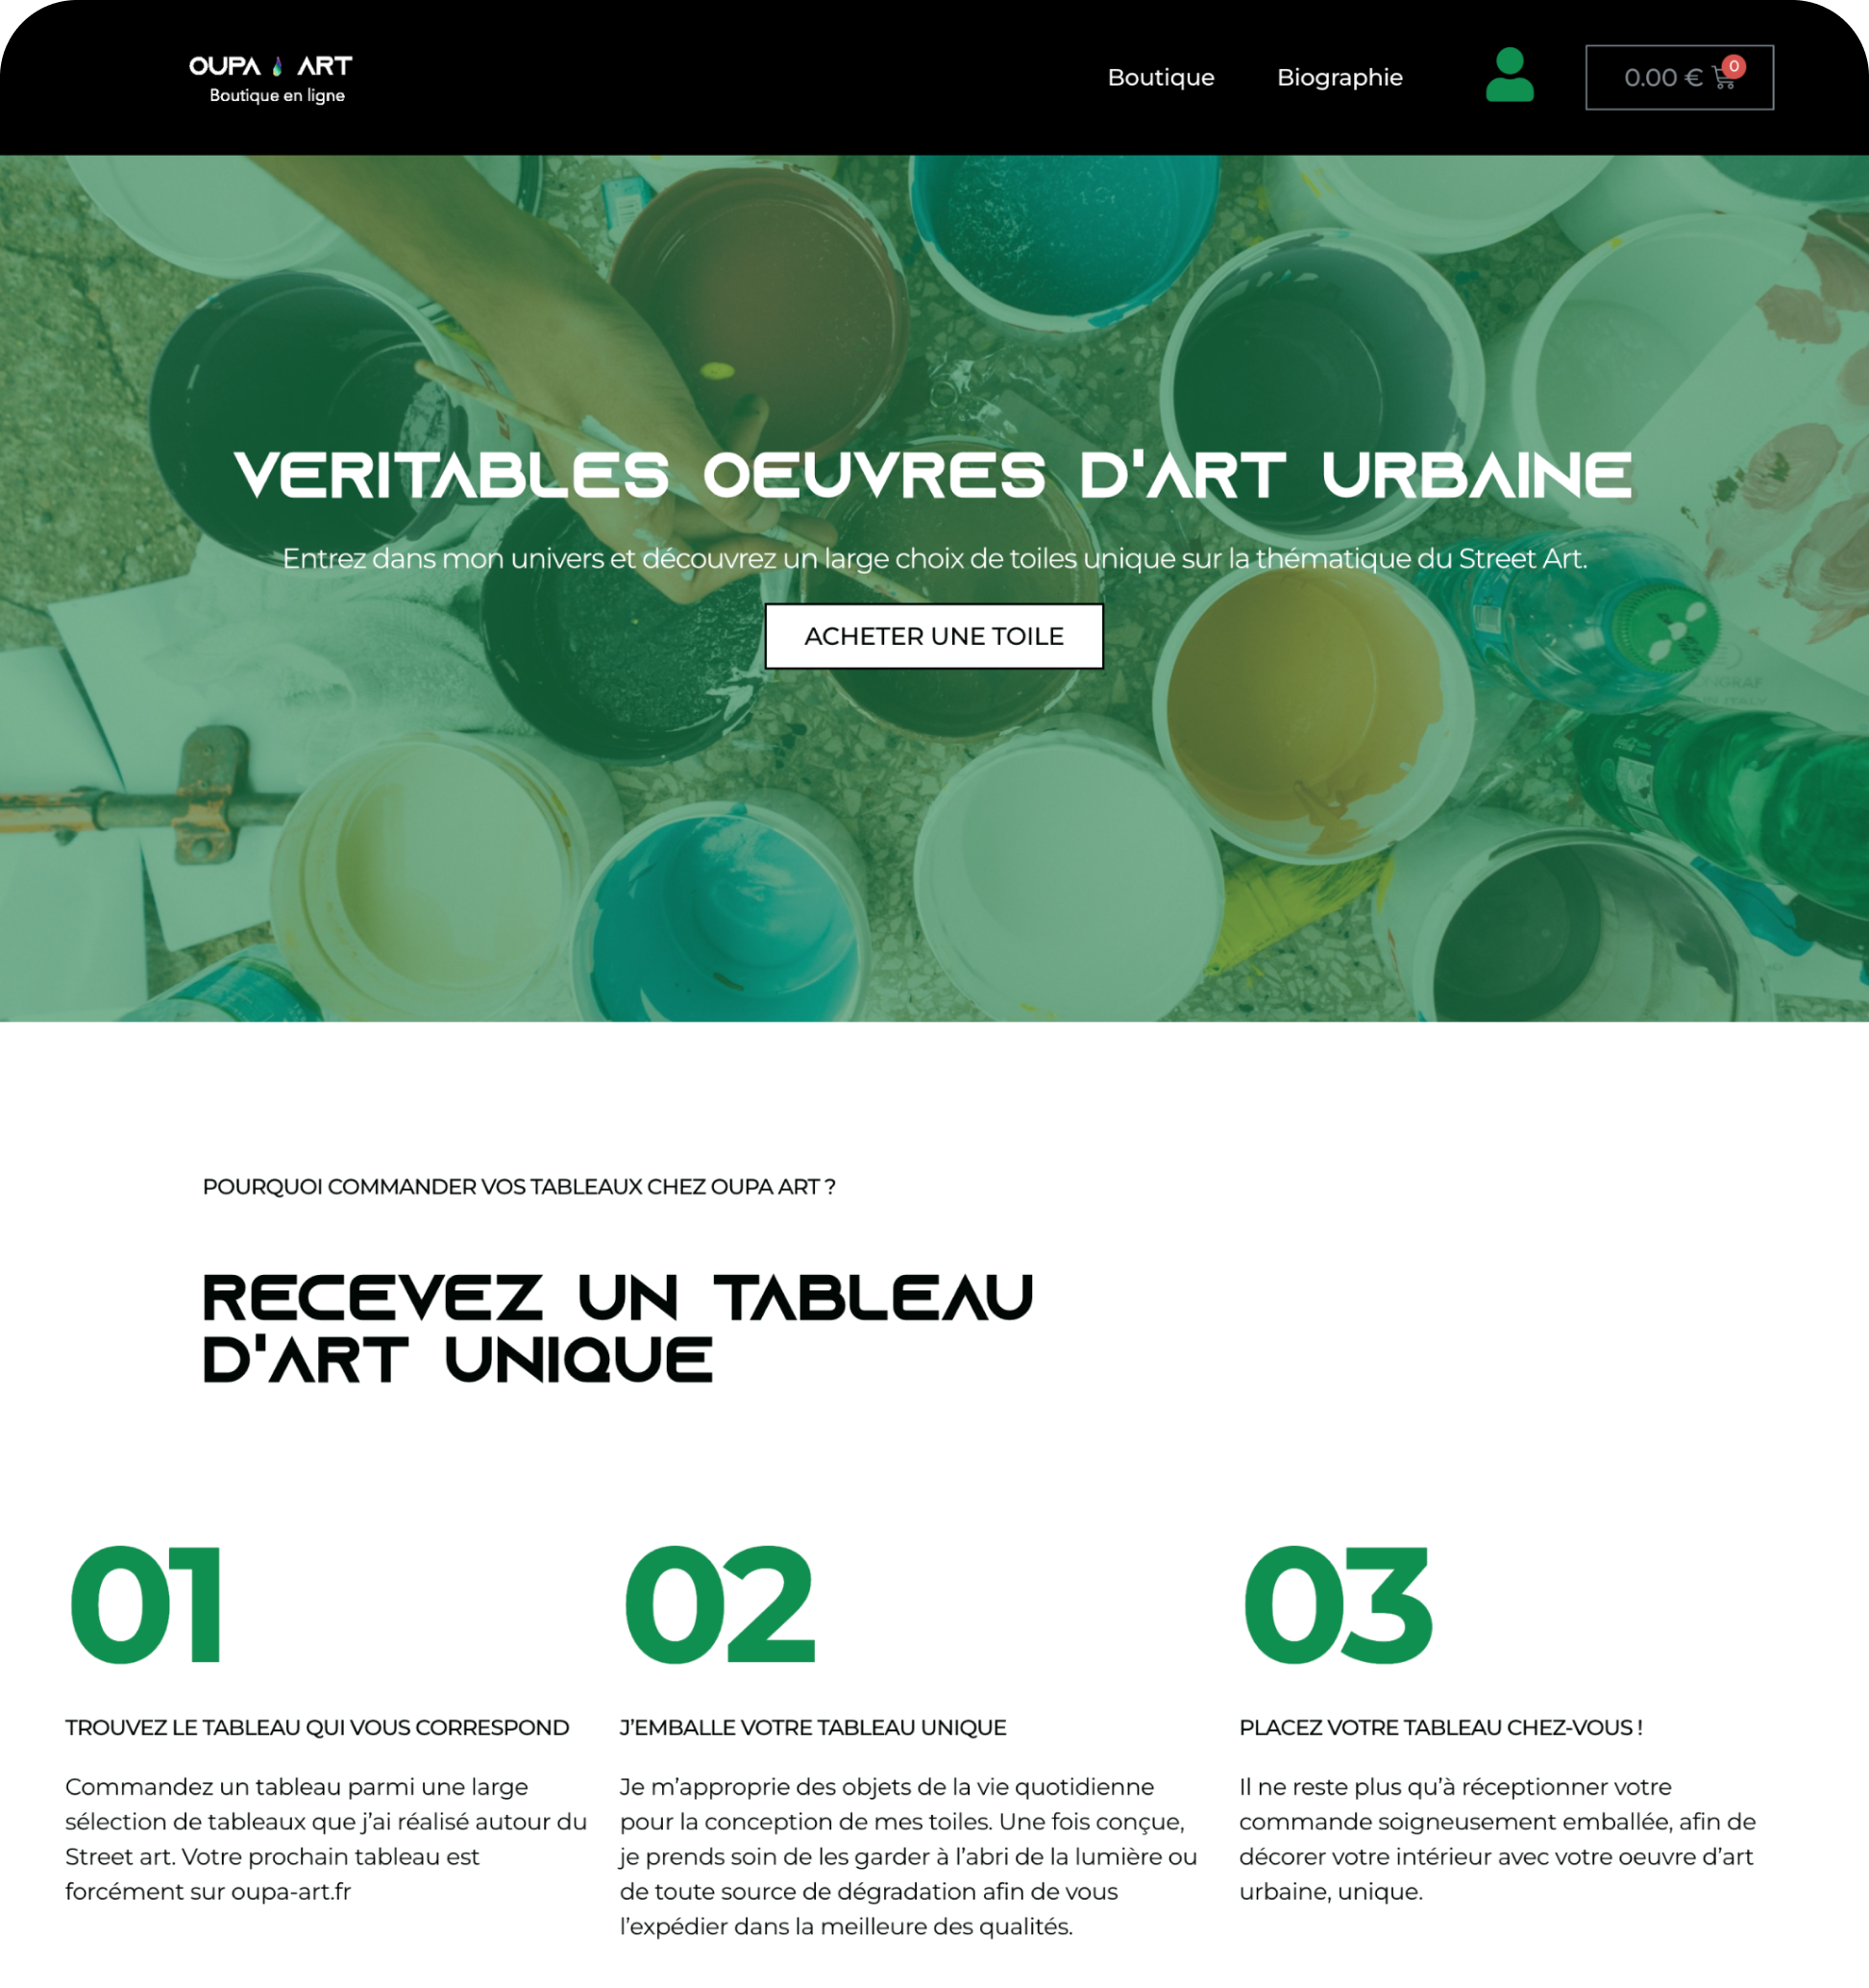 OUPA ART
Boutique en ligne
Boutique
Biographie
0.00 €
0
VERITABLES OEUVRES D'ART URBAINE
Entrez dans mon univers et découvrez un large choix de toiles unique sur la thématique du Street Art.
ACHETER UNE TOILE
POURQUOI COMMANDER VOS TABLEAUX CHEZ OUPA ART ?
RECEVEZ UN TABLEAU
D'ART UNIQUE
01
TROUVEZ LE TABLEAU QUI VOUS CORRESPOND
Commandez un tableau parmi une large
sélection de tableaux que j’ai réalisé autour du
Street art. Votre prochain tableau est
forcément sur oupa-art.fr
02
J’EMBALLE VOTRE TABLEAU UNIQUE
Je m’approprie des objets de la vie quotidienne
pour la conception de mes toiles. Une fois conçue,
je prends soin de les garder à l’abri de la lumière ou
de toute source de dégradation afin de vous
l’expédier dans la meilleure des qualités.
03
PLACEZ VOTRE TABLEAU CHEZ-VOUS !
Il ne reste plus qu’à réceptionner votre
commande soigneusement emballée, afin de
décorer votre intérieur avec votre oeuvre d’art
urbaine, unique.